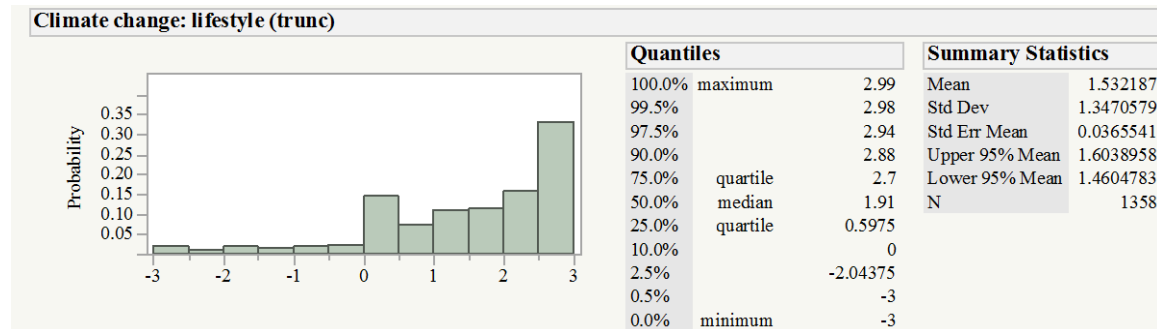 Climate change: lifestyle (trunc)
Probability
0.35
0.30
0.25
0.20
0.15
0.10
0.05
-3 -2 -1 0 1 2 3
Quantiles
100.0% maximum 2.99
99.5% 2.98
97.5% 2.94
90.0% 2.88
75.0% quartile 2.7
50.0% median 1.91
25.0% quartile 0.5975
10.0% 0
2.5% -2.04375
0.5% -3
0.0% minimum -3
Summary Statistics
Mean 1.532187
Std Dev 1.3470579
Std Err Mean 0.0365541
Upper 95% Mean 1.6038958
Lower 95% Mean 1.4604783
N 1358